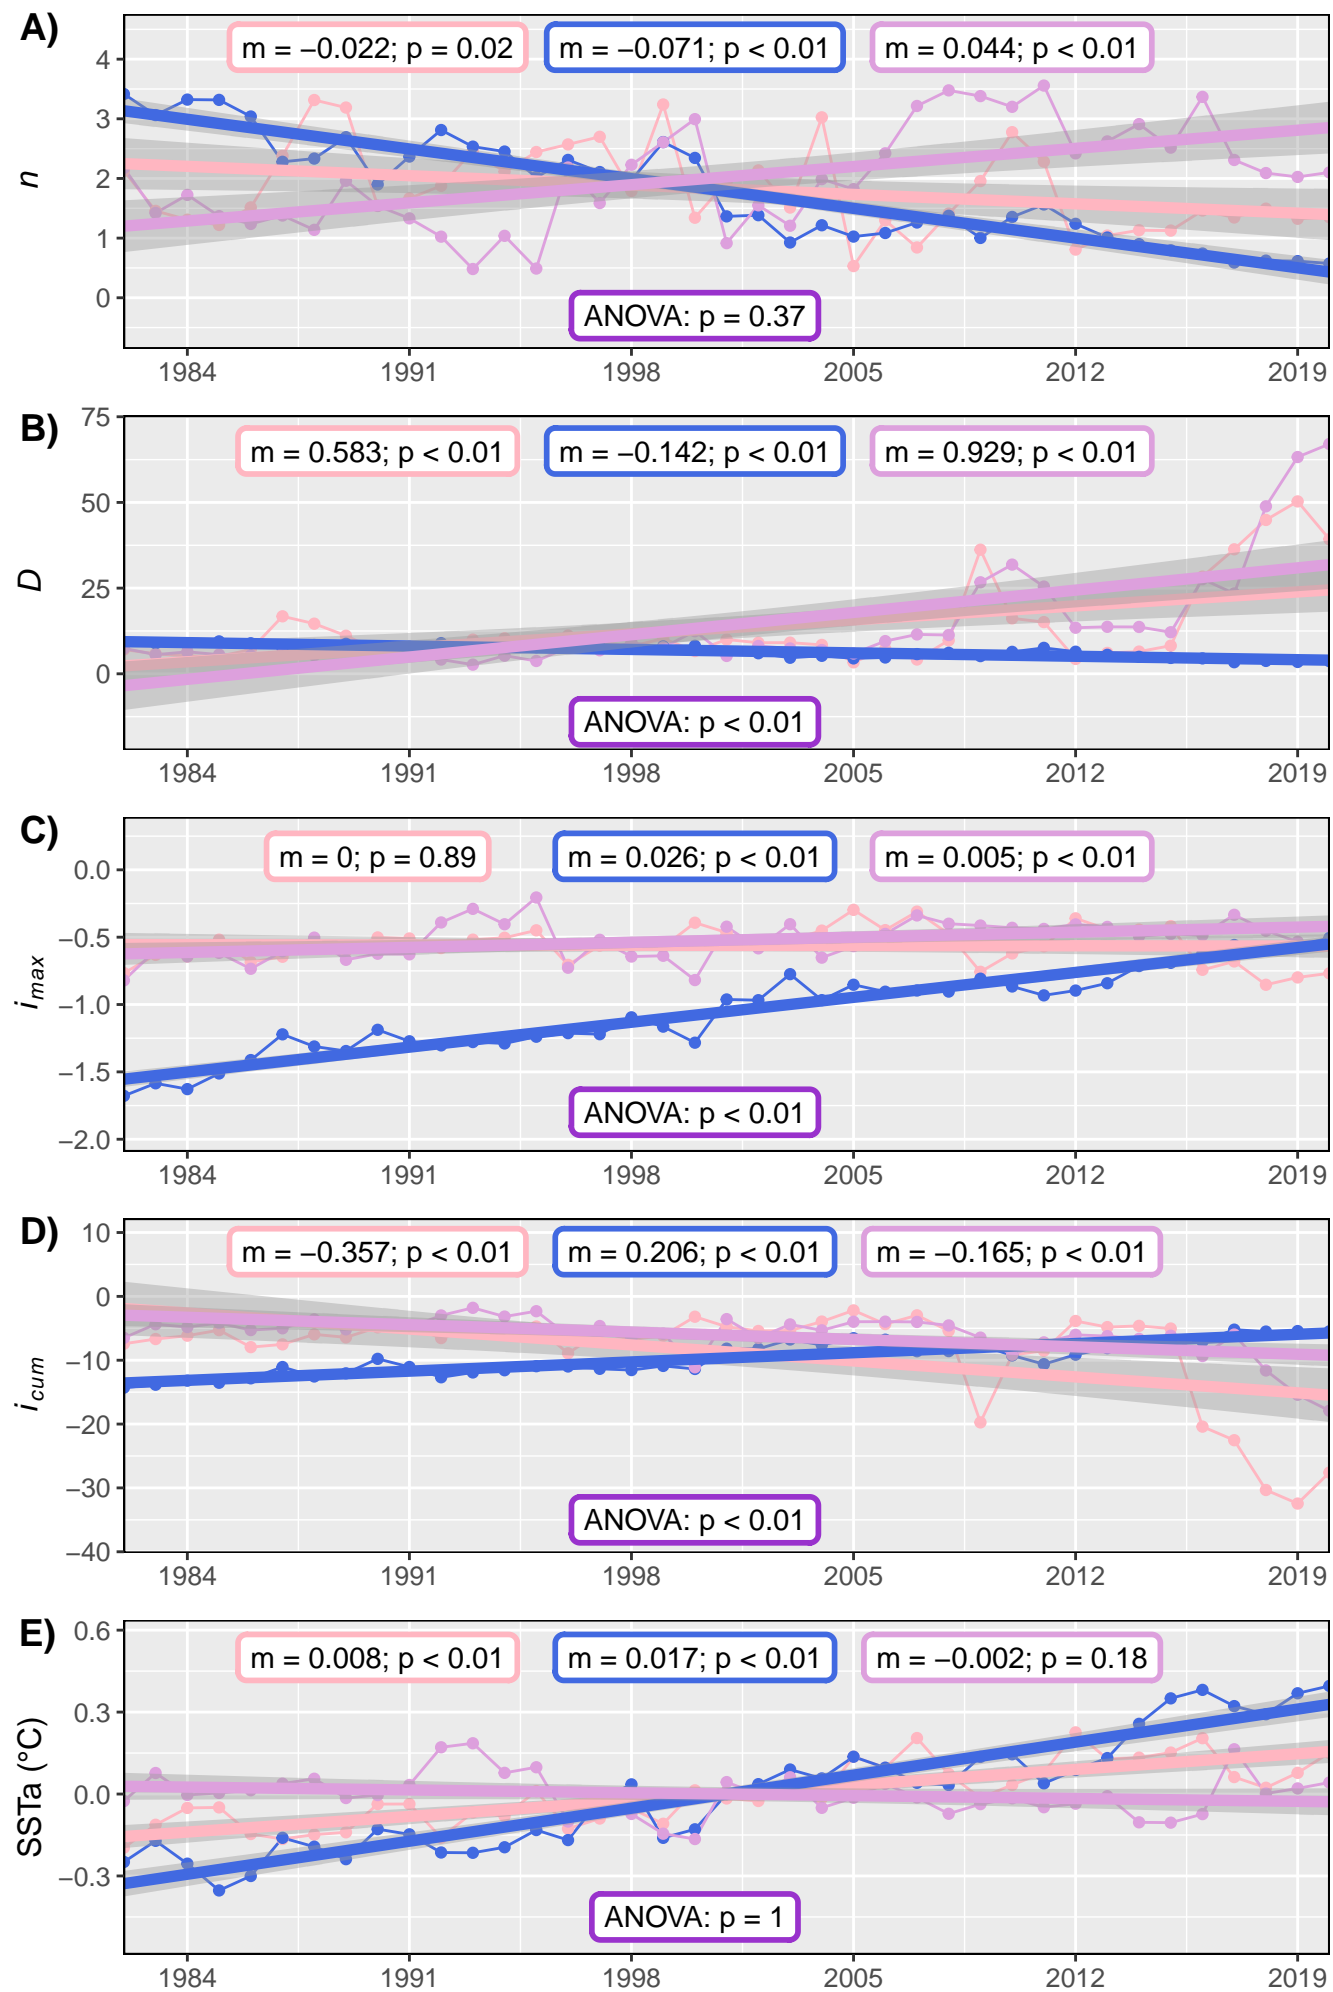 A)
m = −0.022; p = 0.02 m = −0.071; p < 0.01 m = 0.044; p < 0.01
4
3
2
1
0
n
ANOVA: p = 0.37
1984 1991 1998 2005 2012 2019
B)
75
m = 0.583; p < 0.01 m = −0.142; p < 0.01 m = 0.929; p < 0.01
50
25
0
D
ANOVA: p < 0.01
1984 1991 1998 2005 2012 2019
C)
m = 0; p = 0.89 m = 0.026; p < 0.01 m = 0.005; p < 0.01
0.0
−0.5
−1.0
−1.5
−2.0
i max
ANOVA: p < 0.01
1984 1991 1998 2005 2012 2019
D)
10
m = −0.357; p < 0.01 m = 0.206; p < 0.01 m = −0.165; p < 0.01
0
−10
−20
−30
−40
i cum
ANOVA: p < 0.01
1984 1991 1998 2005 2012 2019
E)
0.6
m = 0.008; p < 0.01 m = 0.017; p < 0.01 m = −0.002; p = 0.18
0.3
0.0
−0.3
SSTa (°C)
ANOVA: p = 1
1984 1991 1998 2005 2012 2019